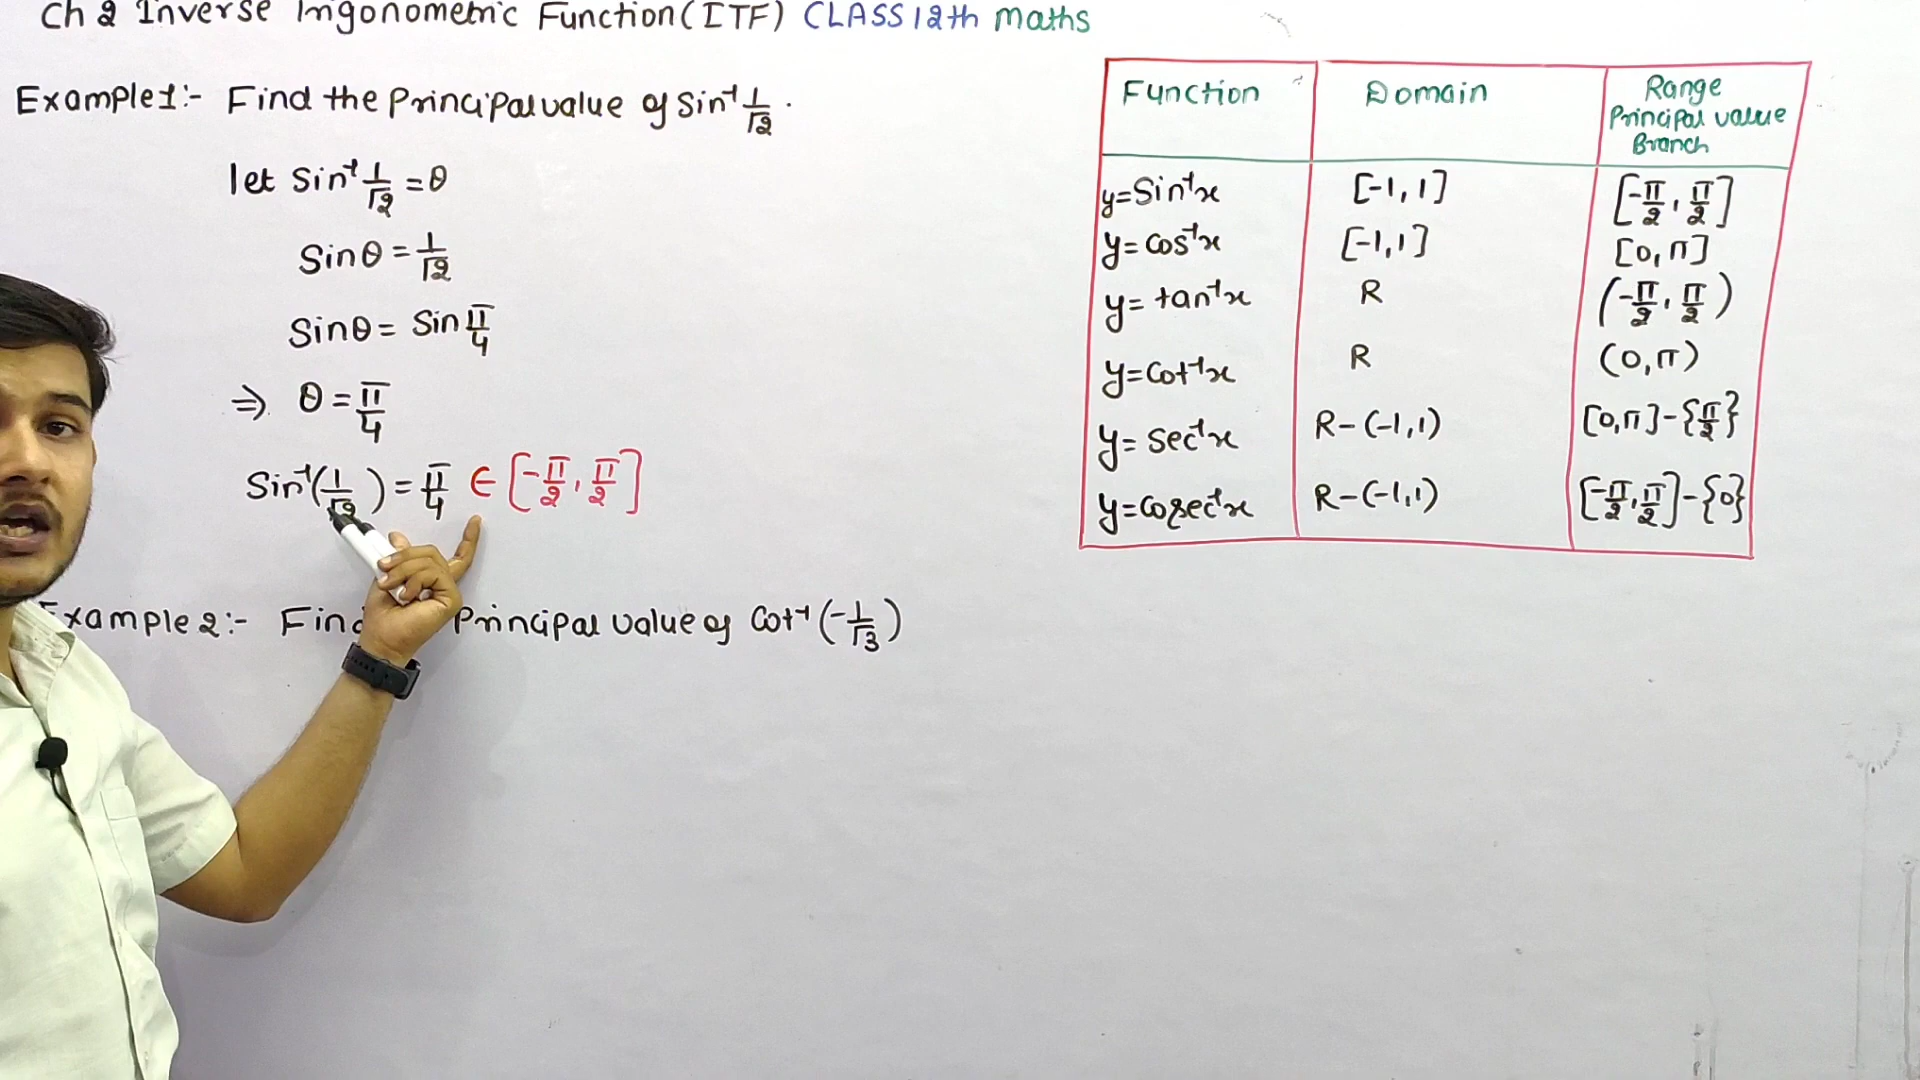 Ch 2 Inverse Trigonometric Function (ITF) CLASS 12th Maths
Example 1:- Find the Principal value of Sin⁻¹ 1/√2 .
let Sin⁻¹ 1/√2 = θ
Sinθ = 1/√2
Sinθ = Sin π/4
⇒ θ = π/4
Sin⁻¹(1/√2) = π/4 ∈ [-π/2, π/2]
Example 2:- Find Principal value of Cot⁻¹ (-1/√3)
Function Domain Range Principal value Branch
y=Sin⁻¹x [-1,1] [-π/2, π/2]
y=Cos⁻¹x [-1,1] [0,π]
y=tan⁻¹x R (-π/2, π/2)
y=Cot⁻¹x R (0,π)
y=Sec⁻¹x R-(-1,1) [0,π]-{π/2}
y=Cosec⁻¹x R-(-1,1) [-π/2, π/2]-{0}